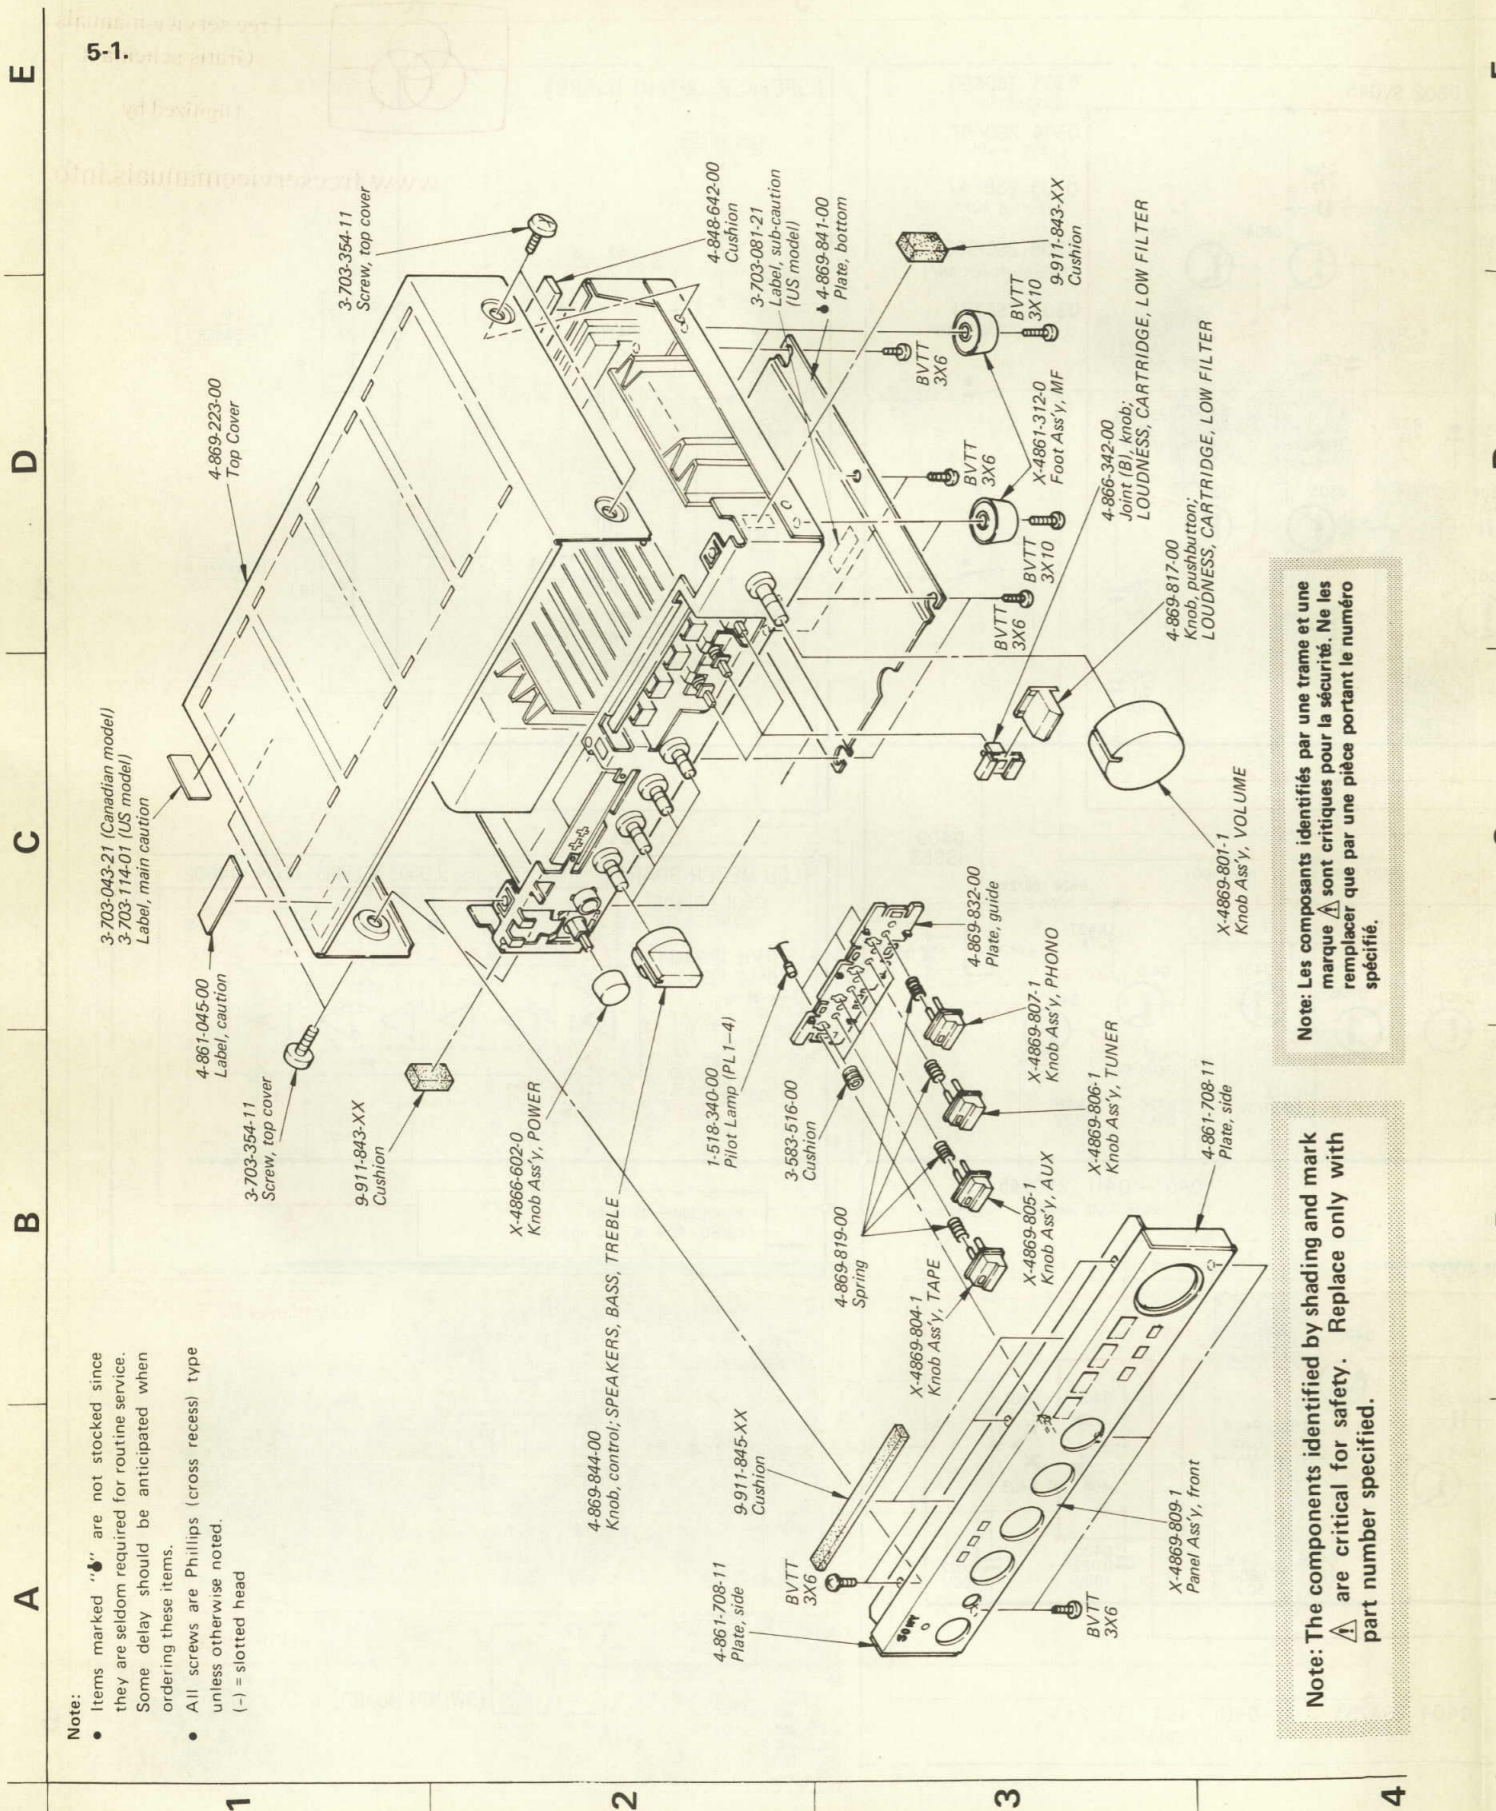 5-1.
Note:
● Items marked “ ” are not stocked since
they are seldom required for routine service.
Some delay should be anticipated when
ordering these items.
● All screws are Phillips (cross recess) type
unless otherwise noted.
(-) = slotted head
A
B
C
D
E
1
2
3
4
3-703-043-21 (Canadian model)
3-703-114-01 (US model)
Label, main caution
4-861-045-00
Label, caution
3-703-354-11
Screw, top cover
9-911-843-XX
Cushion
4-869-223-00
Top Cover
3-703-354-11
Screw, top cover
X-4866-602-0
Knob Ass'y, POWER
4-869-844-00
Knob, control; SPEAKERS, BASS, TREBLE
4-848-642-00
Cushion
3-703-081-21
Label, sub-caution
(US model)
4-869-841-00
Plate, bottom
9-911-843-XX
Cushion
BVTT
3X6
BVTT
3X10
X-4861-312-0
Foot Ass'y, MF
BVTT
3X6
BVTT
3X10
BVTT
3X6
4-866-342-00
Joint (B), knob;
LOUDNESS, CARTRIDGE, LOW FILTER
4-869-817-00
Knob, pushbutton;
LOUDNESS, CARTRIDGE, LOW FILTER
X-4869-801-1
Knob Ass'y, VOLUME
1-518-340-00
Pilot Lamp (PL1–4)
3-583-516-00
Cushion
4-869-832-00
Plate, guide
4-869-819-00
Spring
X-4869-807-1
Knob Ass'y, PHONO
X-4869-806-1
Knob Ass'y, TUNER
X-4869-805-1
Knob Ass'y, AUX
X-4869-804-1
Knob Ass'y, TAPE
4-861-708-11
Plate, side
9-911-845-XX
Cushion
4-861-708-11
Plate, side
BVTT
3X6
SONY
BVTT
3X6
X-4869-809-1
Panel Ass'y, front
Note: The components identified by shading and mark
⚠ are critical for safety. Replace only with
part number specified.
Note: Les composants identifiés par une trame et une
marque ⚠ sont critiques pour la sécurité. Ne les
remplacer que par une pièce portant le numéro
spécifié.
Free service manuals
Gratis schema's
Digitized by
www.freeservicemanuals.info